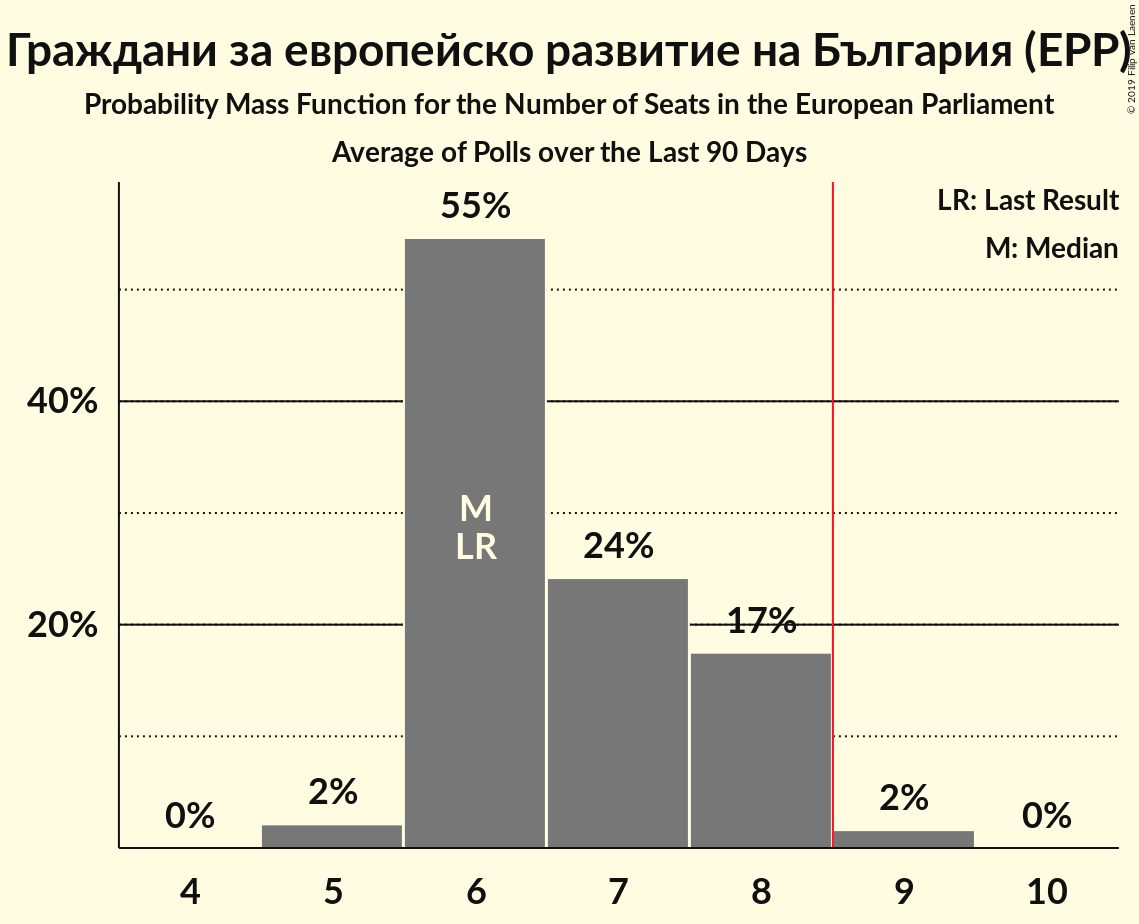 Граждани за европейско развитие на България (EPP)
© 2019 Filip van Laenen
Probability Mass Function for the Number of Seats in the European Parliament
Average of Polls over the Last 90 Days
LR: Last Result
M: Median
55%
40%
M
LR
24%
20%
17%
0%
2%
2%
0%
4 5 6 7 8 9 10